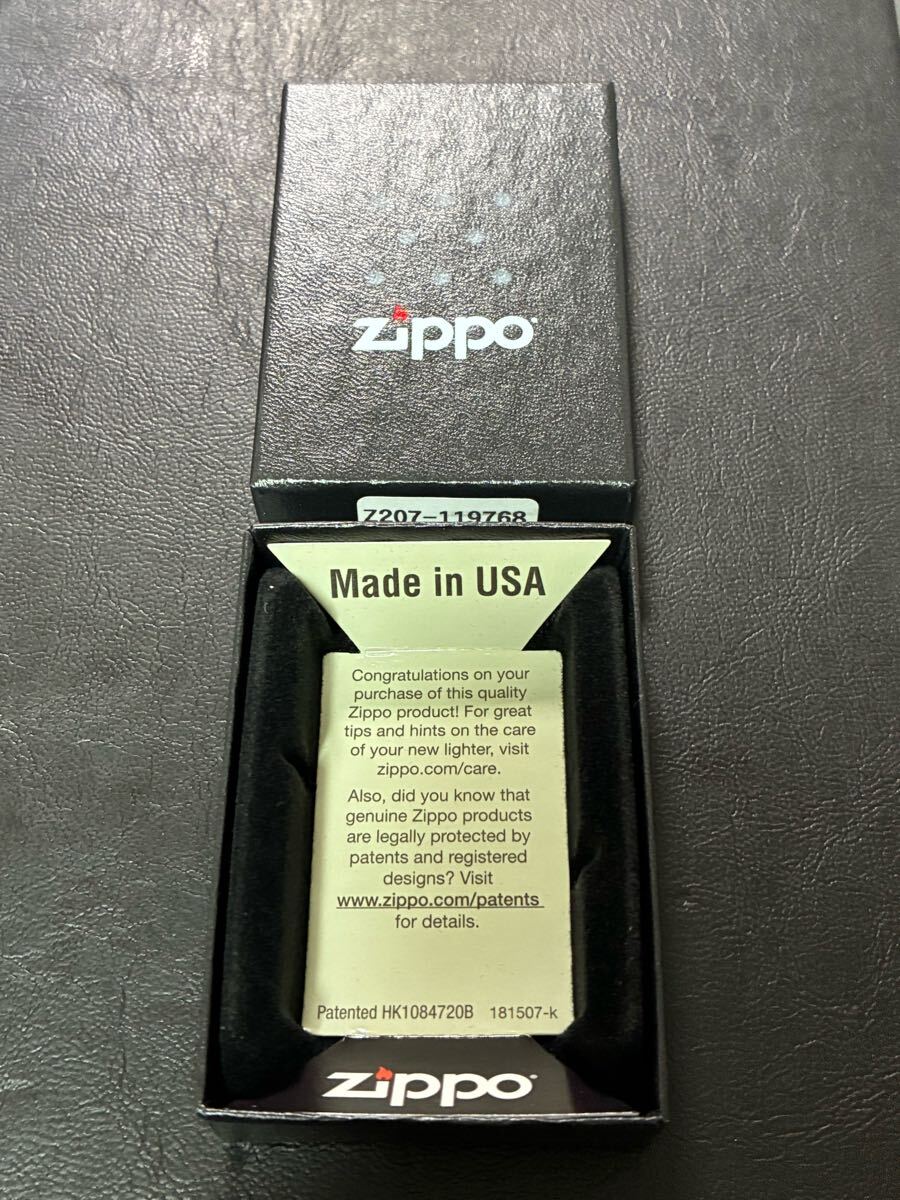 zippo
Z207-119768
Made in USA
Congratulations on your
purchase of this quality
Zippo product! For great
tips and hints on the care
of your new lighter, visit
zippo.com/care.
Also, did you know that
genuine Zippo products
are legally protected by
patents and registered
designs? Visit
www.zippo.com/patents
for details.
Patented HK1084720B 181507-k
zippo